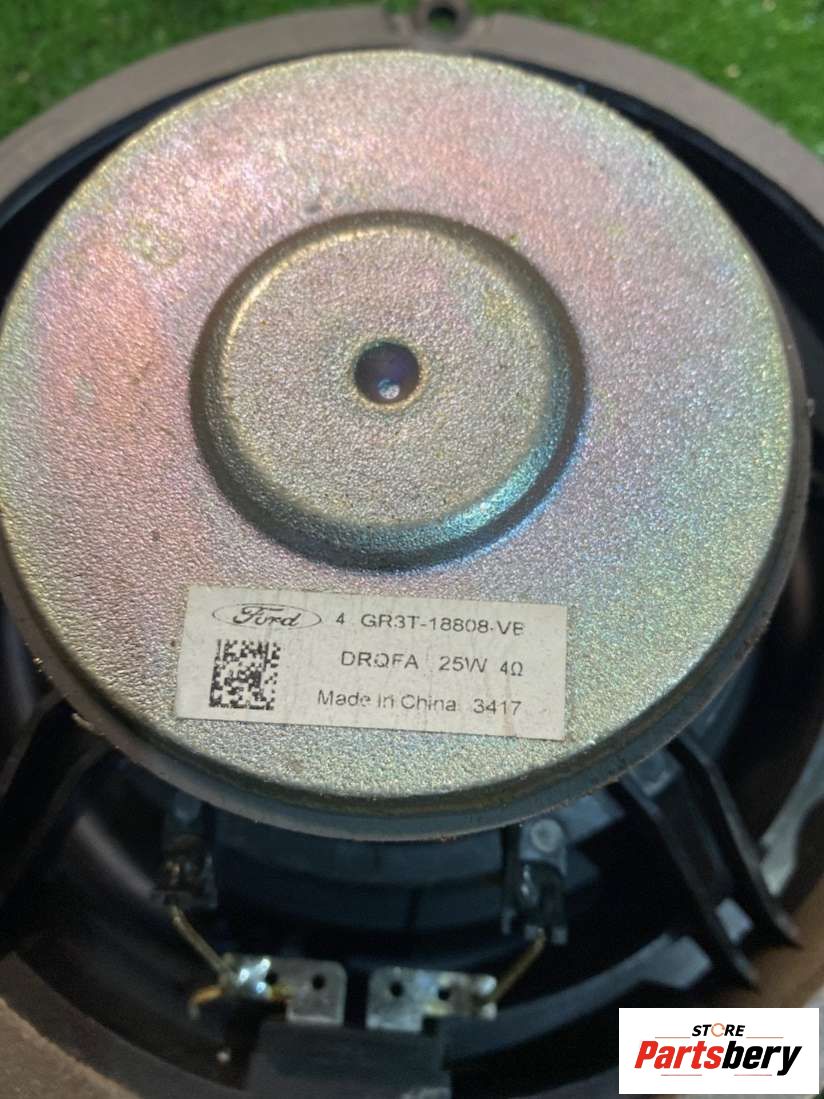 Ford 4 GR3T-18808-VB
DRQFA 25W 4Ω
Made in China 3417
STORE
Partsbery